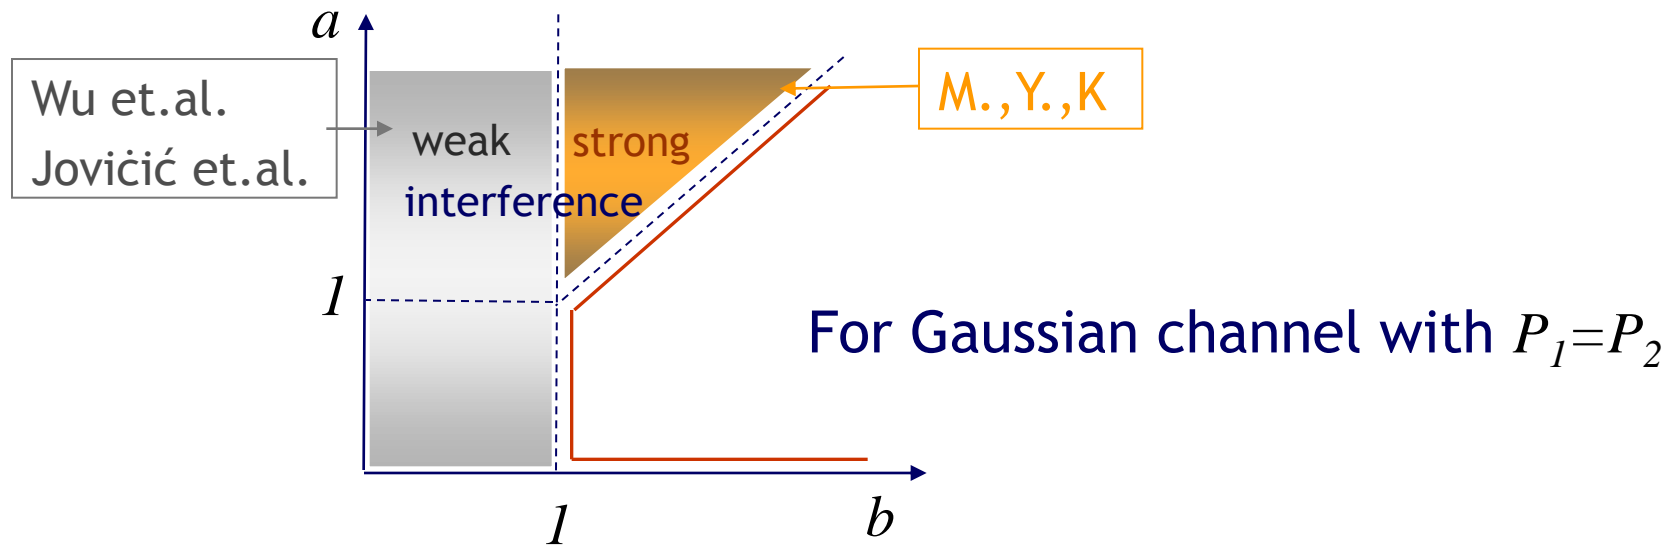 a
Wu et.al.
Jovičić et.al.
weak
strong
interference
M.,Y.,K
1
For Gaussian channel with P1=P2
1
b